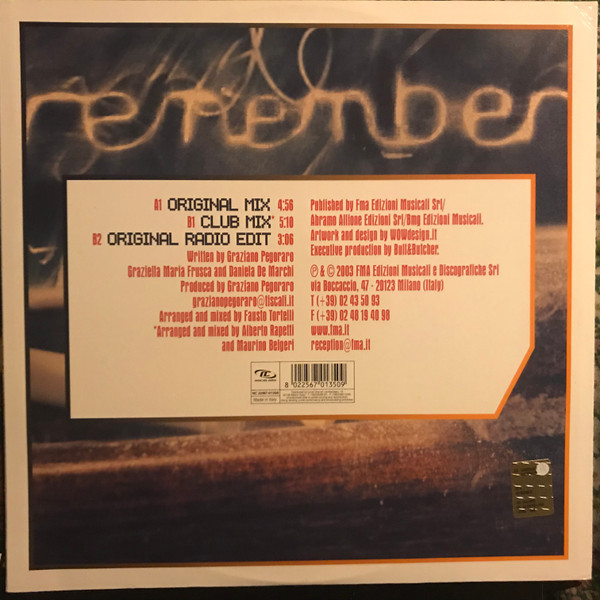 remember
A1 ORIGINAL MIX 4:56
B1 CLUB MIX* 5:10
B2 ORIGINAL RADIO EDIT 3:06
Written by Graziano Pegoraro
Graziella Maria Frusca and Daniela De Marchi
Produced by Graziano Pegoraro
grazianopegoraro@tiscali.it
Arranged and mixed by Fausto Tortelli
*Arranged and mixed by Alberto Rapetti
and Maurino Belgeri
Published by Fma Edizioni Musicali Srl/
Abramo Allione Edizioni Srl/Bmg Edizioni Musicali.
Artwork and design by WOWdesign.it
Executive production by Bull&Butcher.
℗ & © 2003 FMA Edizioni Musicali e Discografiche Srl
via Boccaccio, 47 - 20123 Milano (Italy)
T (+39) 02 43 50 93
F (+39) 02 48 19 40 98
www.fma.it
reception@fma.it
8 022567 013509
Made in Italy